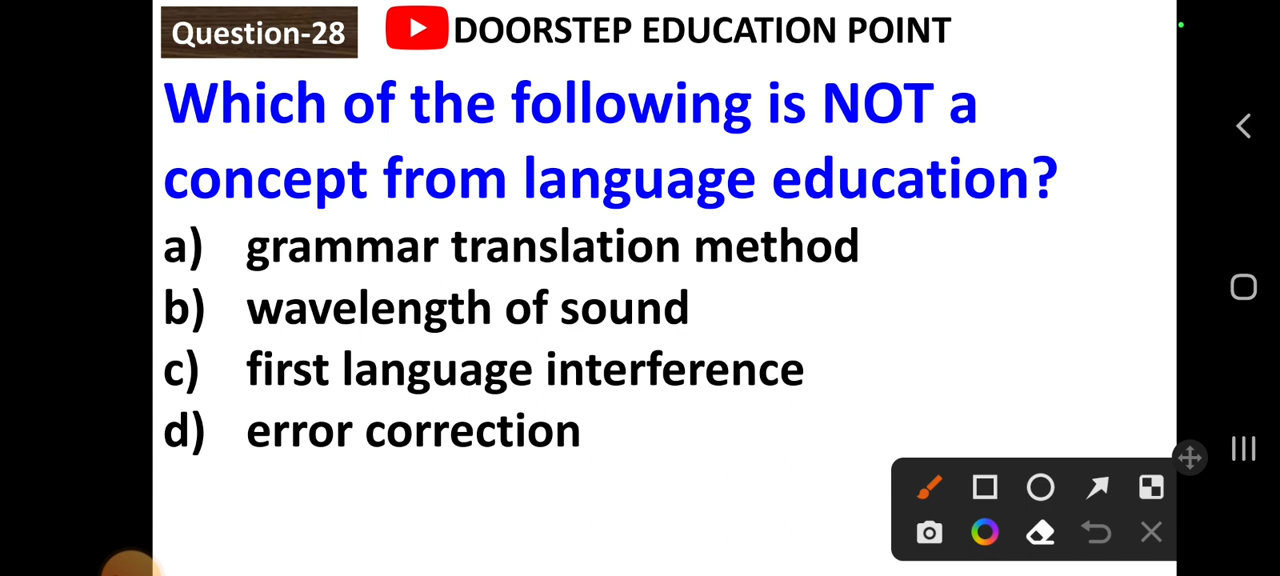 Question-28 DOORSTEP EDUCATION POINT
Which of the following is NOT a
concept from language education?
a) grammar translation method
b) wavelength of sound
c) first language interference
d) error correction